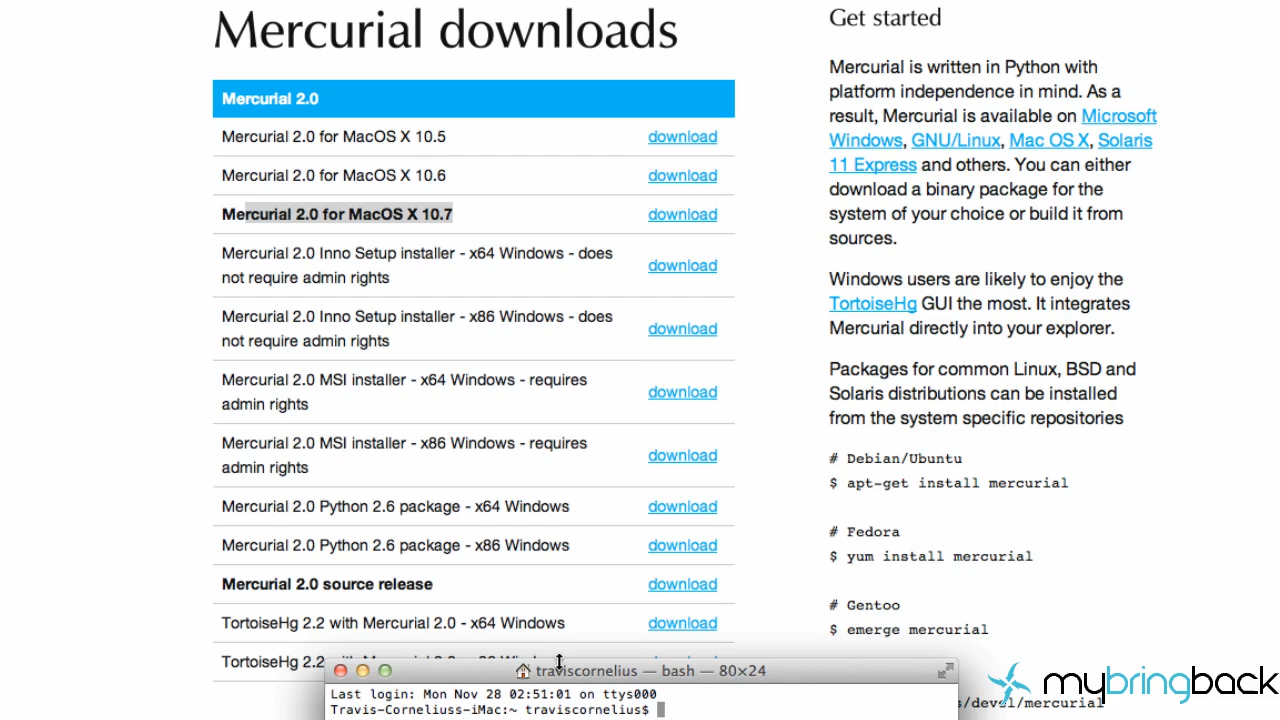 Mercurial downloads
Mercurial 2.0
Mercurial 2.0 for MacOS X 10.5 download
Mercurial 2.0 for MacOS X 10.6 download
Mercurial 2.0 for MacOS X 10.7 download
Mercurial 2.0 Inno Setup installer - x64 Windows - does
not require admin rights
download
Mercurial 2.0 Inno Setup installer - x86 Windows - does
not require admin rights
download
Mercurial 2.0 MSI installer - x64 Windows - requires
admin rights
download
Mercurial 2.0 MSI installer - x86 Windows - requires
admin rights
download
Mercurial 2.0 Python 2.6 package - x64 Windows download
Mercurial 2.0 Python 2.6 package - x86 Windows download
Mercurial 2.0 source release download
TortoiseHg 2.2 with Mercurial 2.0 - x64 Windows download
TortoiseHg 2.2
Get started
Mercurial is written in Python with
platform independence in mind. As a
result, Mercurial is available on Microsoft
Windows, GNU/Linux, Mac OS X, Solaris
11 Express and others. You can either
download a binary package for the
system of your choice or build it from
sources.
Windows users are likely to enjoy the
TortoiseHg GUI the most. It integrates
Mercurial directly into your explorer.
Packages for common Linux, BSD and
Solaris distributions can be installed
from the system specific repositories
# Debian/Ubuntu
$ apt-get install mercurial
# Fedora
$ yum install mercurial
# Gentoo
$ emerge mercurial
s/devel/mercurial
traviscornelius — bash — 80×24
Last login: Mon Nov 28 02:51:01 on ttys000
Travis-Corneliuss-iMac:~ traviscornelius$
mybringback